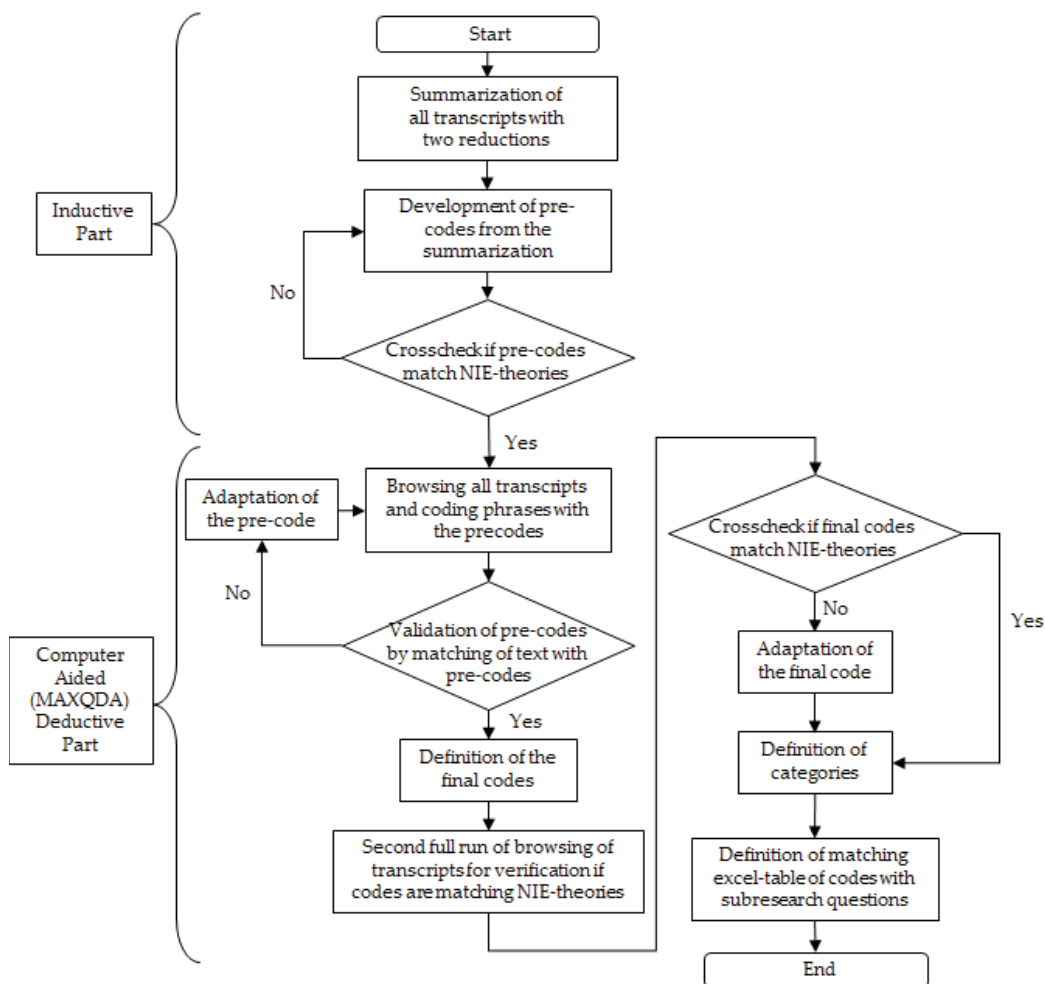 Start
Summarization of
all transcripts with
two reductions
Inductive
Part
Development of pre-
codes from the
summarization
No
Crosscheck if pre-codes
match NIE-theories
Yes
Adaptation of
the pre-code
Browsing all transcripts
and coding phrases with
the precodes
No
Validation of pre-codes
by matching of text with
pre-codes
Computer
Aided
(MAXQDA)
Deductive
Part
Yes
Definition of the
final codes
Second full run of browsing of
transcripts for verification if
codes are matching NIE-theories
Crosscheck if final codes
match NIE-theories
No
Yes
Adaptation of
the final code
Definition of
categories
Definition of matching
excel-table of codes with
subresearch questions
End